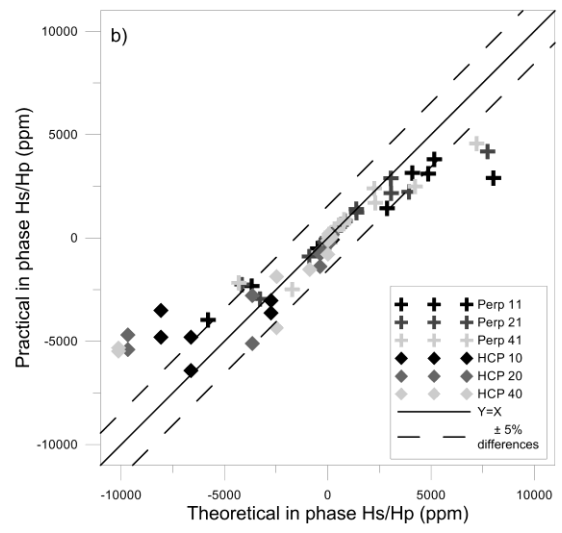 b)
Practical in phase Hs/Hp (ppm)
10000
5000
0
-5000
-10000
Perp 11
Perp 21
Perp 41
HCP 10
HCP 20
HCP 40
Y=X
± 5%
differences
-10000 -5000 0 5000 10000
Theoretical in phase Hs/Hp (ppm)